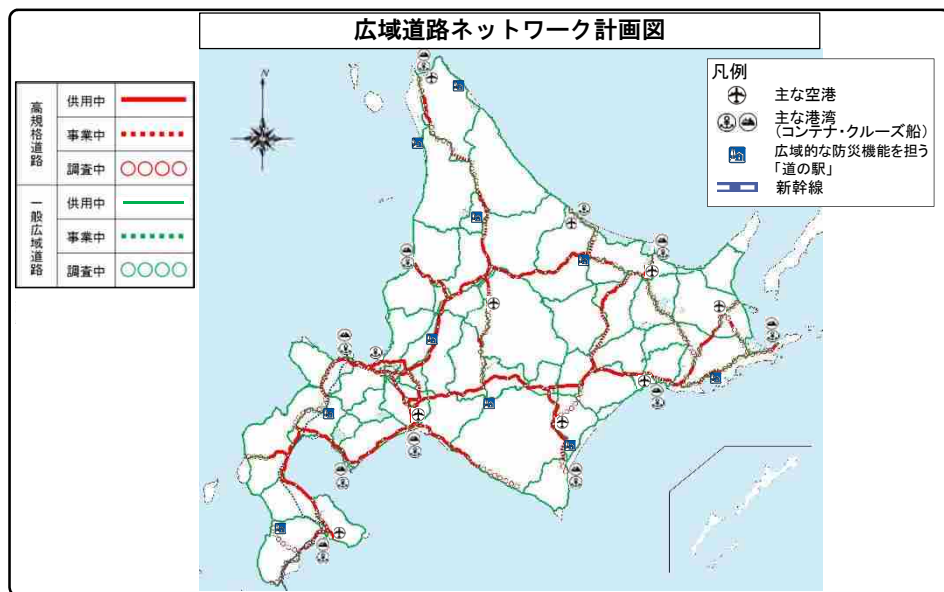 広域道路ネットワーク計画図
高規格道路
供用中
事業中
調査中
一般広域道路
供用中
事業中
調査中
N
凡例
主な空港
主な港湾
(コンテナ・クルーズ船)
広域的な防災機能を担う
「道の駅」
新幹線